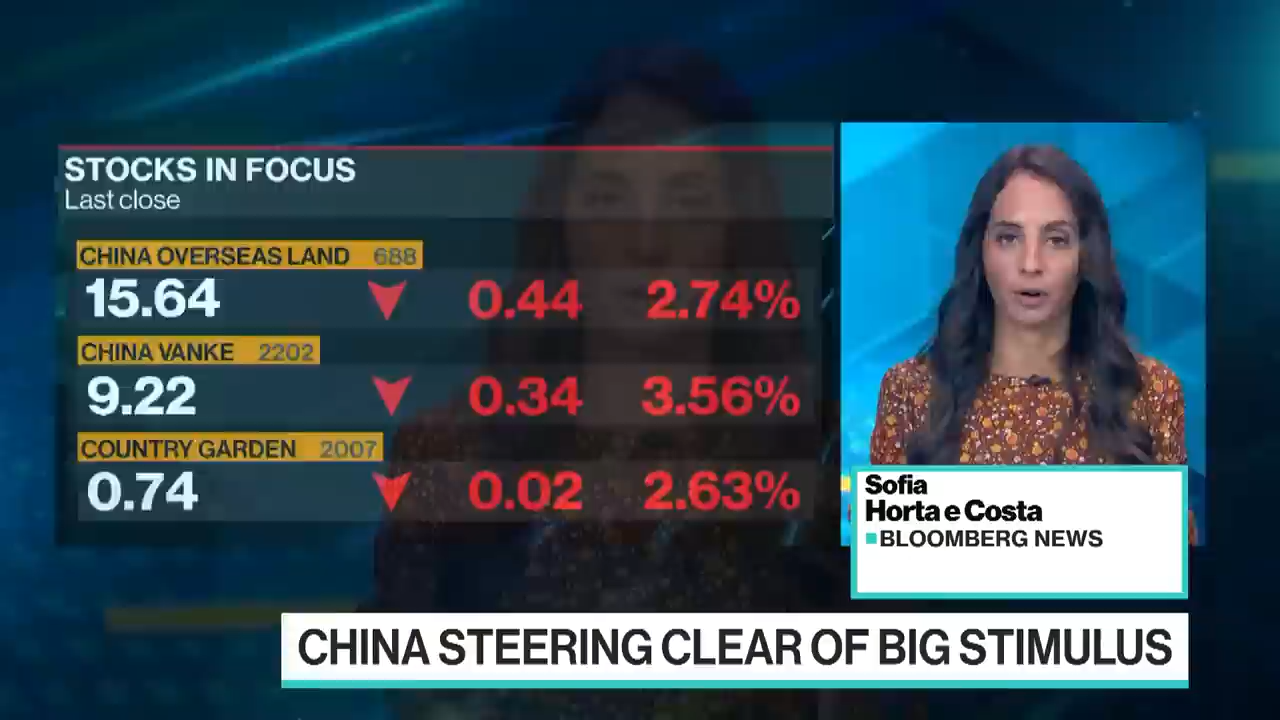 STOCKS IN FOCUS
Last close
CHINA OVERSEAS LAND 688
15.64 0.44 2.74%
CHINA VANKE 2202
9.22 0.34 3.56%
COUNTRY GARDEN 2007
0.74 0.02 2.63%
Sofia
Horta e Costa
BLOOMBERG NEWS
CHINA STEERING CLEAR OF BIG STIMULUS